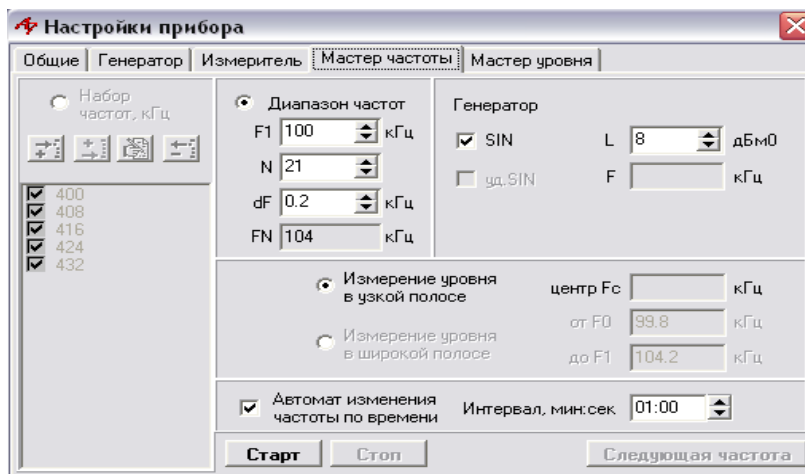 Настройки прибора
Общие Генератор Измеритель Мастер частоты Мастер уровня
Набор частот, кГц
400
408
416
424
432
Диапазон частот
F1 100 кГц
N 21
dF 0.2 кГц
FN 104 кГц
Генератор
SIN L 8 дБм0
уд.SIN F кГц
Измерение уровня в узкой полосе
центр Fc кГц
Измерение уровня в широкой полосе
от F0 99.8 кГц
до F1 104.2 кГц
Автомат изменения частоты по времени
Интервал, мин:сек 01:00
Старт Стоп Следующая частота